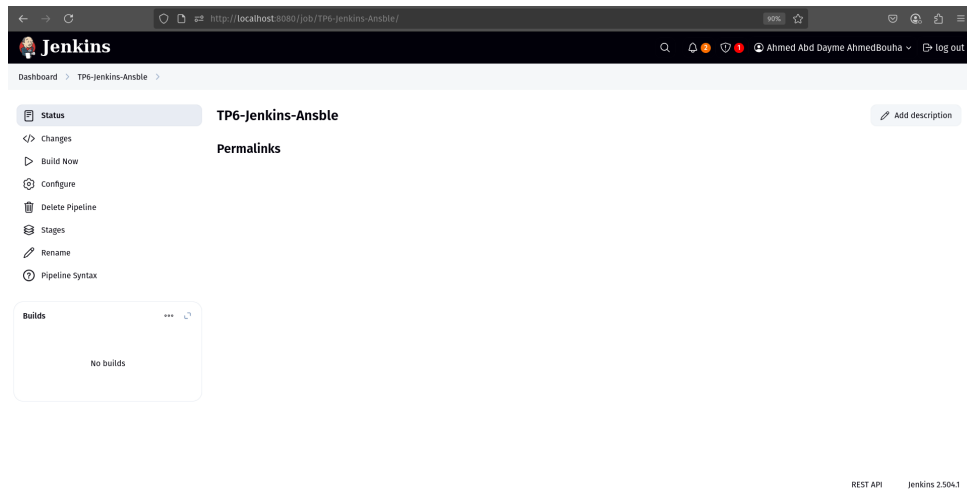 http://localhost:8080/job/TP6-Jenkins-Ansble/
90%
Jenkins
2
1
Ahmed Abd Dayme AhmedBouha
log out
Dashboard > TP6-Jenkins-Ansble >
Status
Changes
Build Now
Configure
Delete Pipeline
Stages
Rename
Pipeline Syntax
Builds
No builds
TP6-Jenkins-Ansble
Add description
Permalinks
REST API
Jenkins 2.504.1